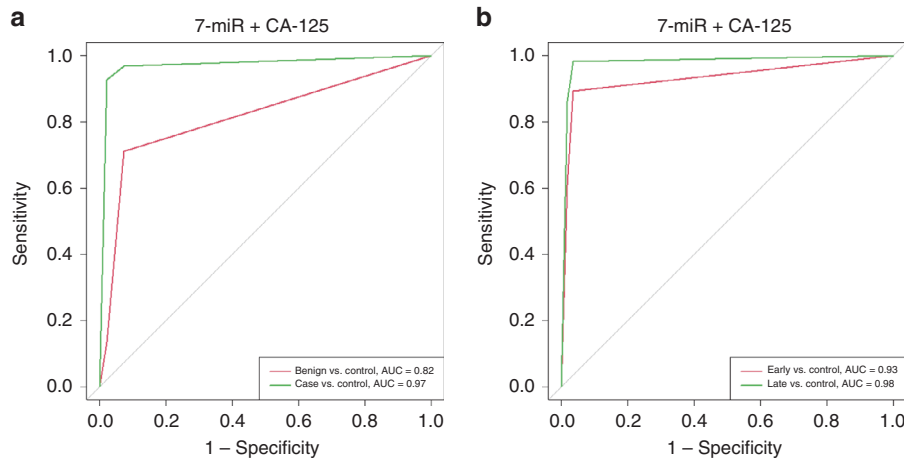 a
7-miR + CA-125
1.0
0.8
0.6
0.4
0.2
0.0
Sensitivity
Benign vs. control, AUC = 0.82
Case vs. control, AUC = 0.97
0.0 0.2 0.4 0.6 0.8 1.0
1 – Specificity
b
7-miR + CA-125
1.0
0.8
0.6
0.4
0.2
0.0
Sensitivity
Early vs. control, AUC = 0.93
Late vs. control, AUC = 0.98
0.0 0.2 0.4 0.6 0.8 1.0
1 – Specificity